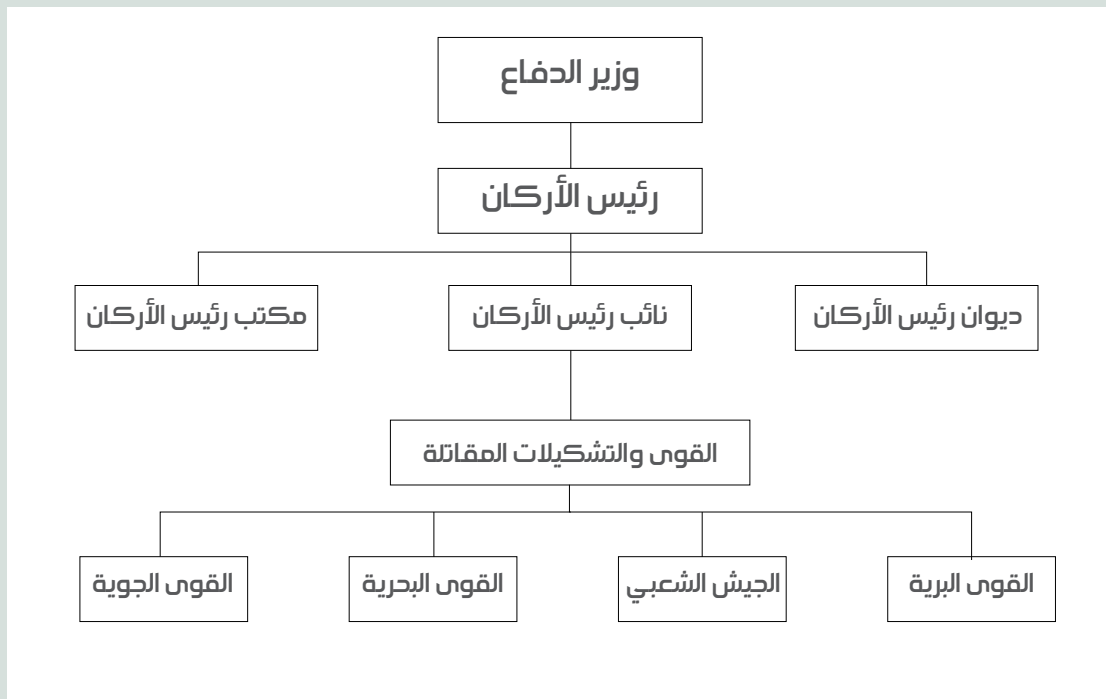 وزير الدفاع
رئيس الأركان
ديوان رئيس الأركان
نائب رئيس الأركان
مكتب رئيس الأركان
القوى والتشكيلات المقاتلة
القوى البرية
الجيش الشعبي
القوى البحرية
القوى الجوية